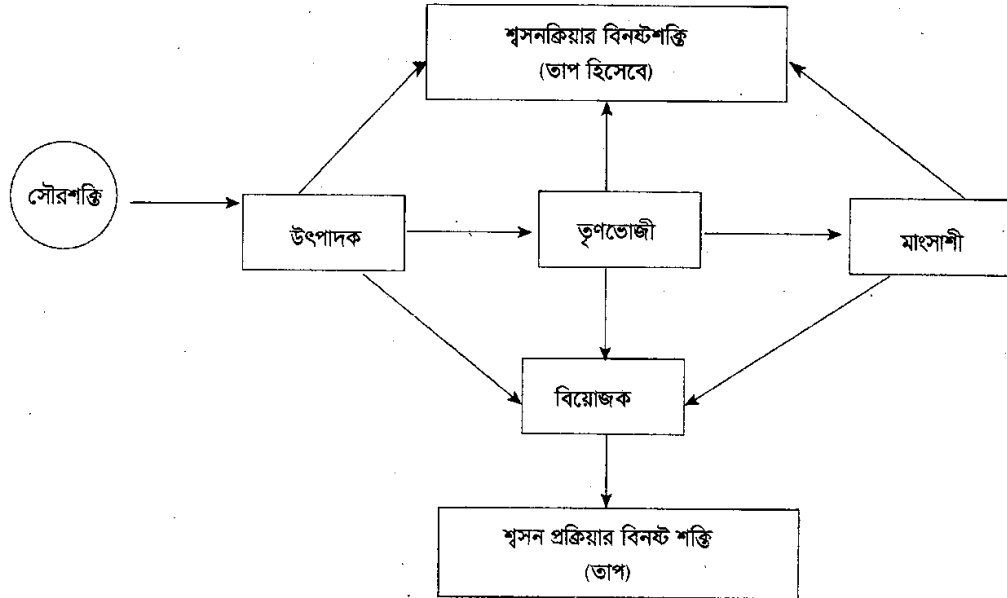 শ্বসনক্রিয়ার বিনষ্টশক্তি
(তাপ হিসেবে)
সৌরশক্তি
উৎপাদক
তৃণভোজী
মাংসাশী
বিয়োজক
শ্বসন প্রক্রিয়ার বিনষ্ট শক্তি
(তাপ)